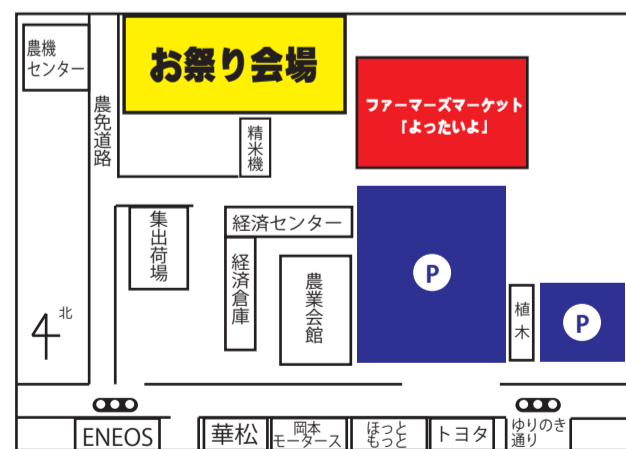 農機
センター
お祭り会場
ファーマーズマーケット
「よってぃよ」
農免道路
精米機
集出荷場
経済センター
経済倉庫
農業会館
P
植木
P
北
ENEOS
華松
岡本
モータース
ほっと
もっと
トヨタ
ゆりのき
通り